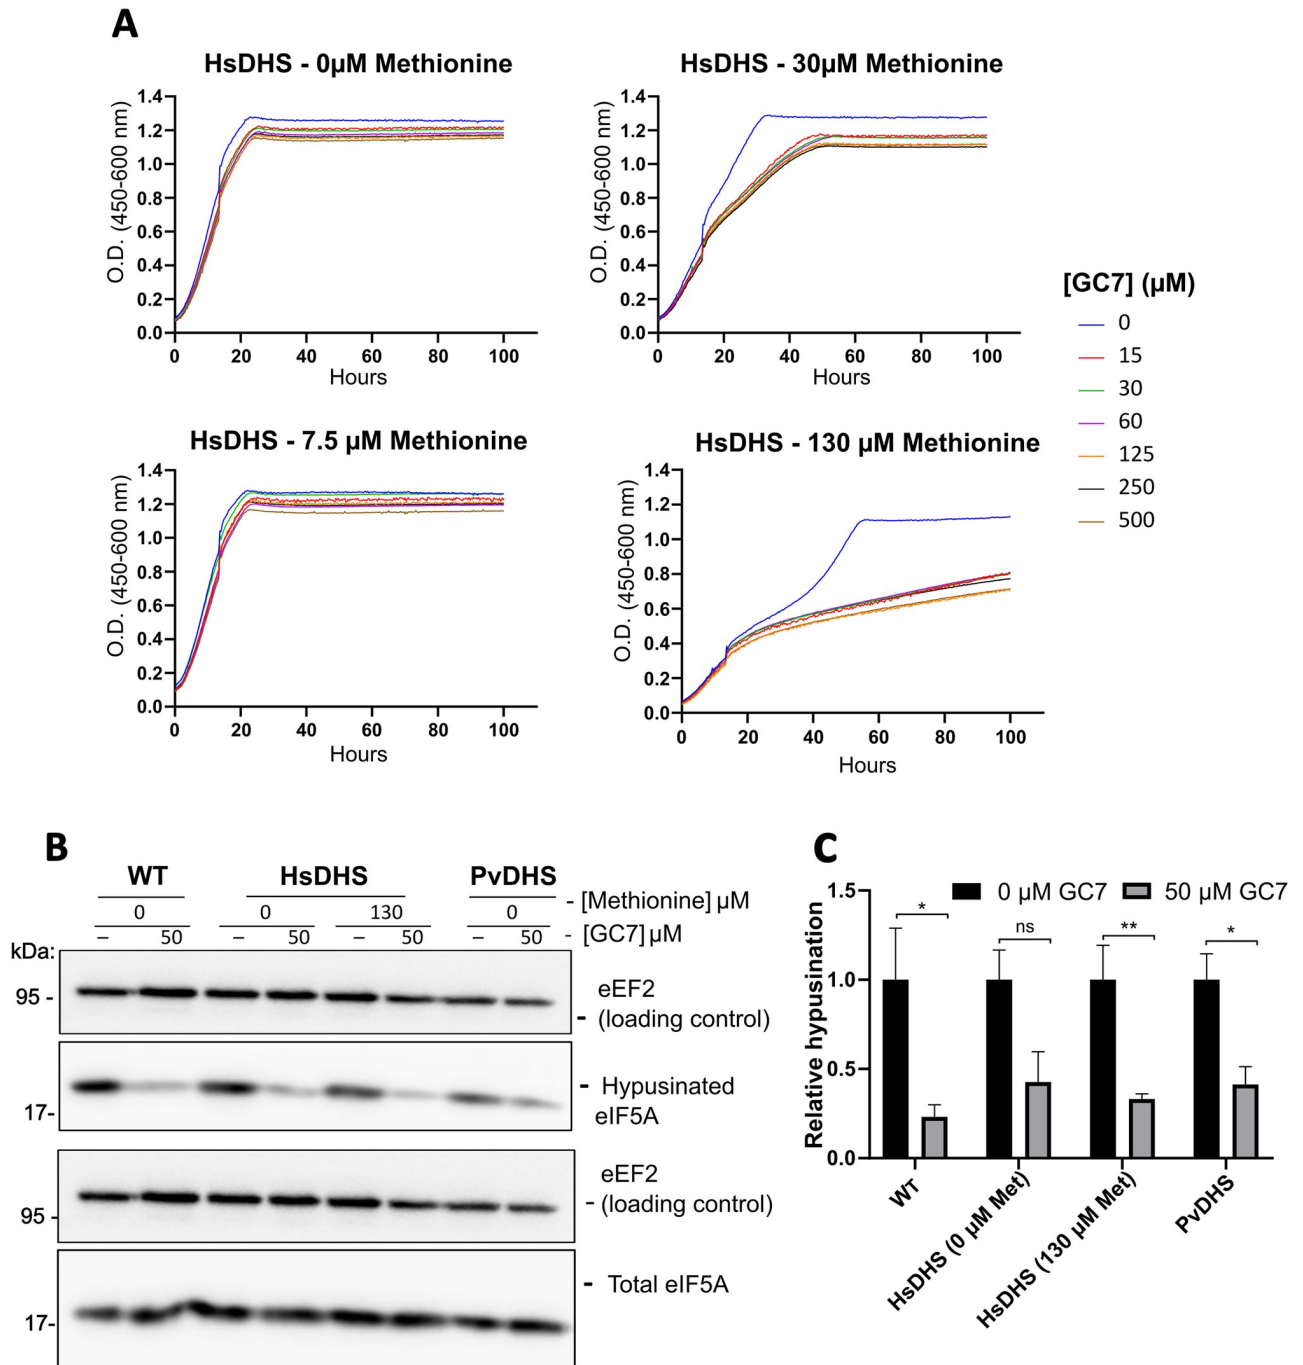 A
HsDHS - 0µM Methionine
O.D. (450-600 nm)
1.4
1.2
1.0
0.8
0.6
0.4
0.2
0.0
0 20 40 60 80 100
Hours
HsDHS - 30µM Methionine
O.D. (450-600 nm)
1.4
1.2
1.0
0.8
0.6
0.4
0.2
0.0
0 20 40 60 80 100
Hours
HsDHS - 7.5 µM Methionine
O.D. (450-600 nm)
1.4
1.2
1.0
0.8
0.6
0.4
0.2
0.0
0 20 40 60 80 100
Hours
HsDHS - 130 µM Methionine
O.D. (450-600 nm)
1.4
1.2
1.0
0.8
0.6
0.4
0.2
0.0
0 20 40 60 80 100
Hours
[GC7] (µM)
0
15
30
60
125
250
500
B
WT HsDHS PvDHS
0 0 130 0 - [Methionine] µM
– 50 – 50 – 50 – 50 - [GC7] µM
kDa:
95 -
eEF2
- (loading control)
- Hypusinated
eIF5A
17-
eEF2
- (loading control)
95 -
- Total eIF5A
17-
C
0 µM GC7 50 µM GC7
Relative hypusination
1.5
1.0
0.5
0.0
* ns ** *
WT
HsDHS (0 µM Met)
HsDHS (130 µM Met)
PvDHS